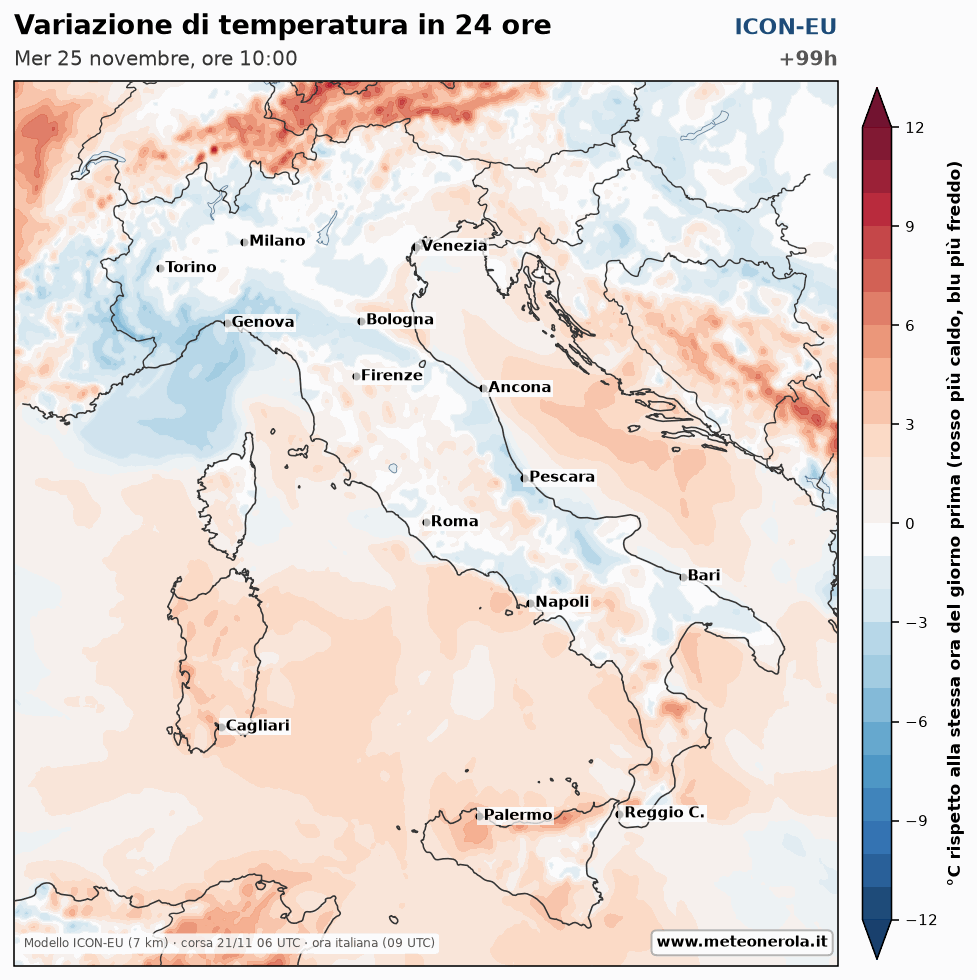 Variazione di temperatura in 24 ore
ICON-EU
Mer 25 novembre, ore 10:00
+99h
Milano
Venezia
Torino
Genova
Bologna
Firenze
Ancona
Pescara
Roma
Bari
Napoli
Cagliari
Palermo
Reggio C.
12
9
6
3
0
−3
−6
−9
−12
°C rispetto alla stessa ora del giorno prima (rosso più caldo, blu più freddo)
Modello ICON-EU (7 km) · corsa 21/11 06 UTC · ora italiana (09 UTC)
www.meteonerola.it